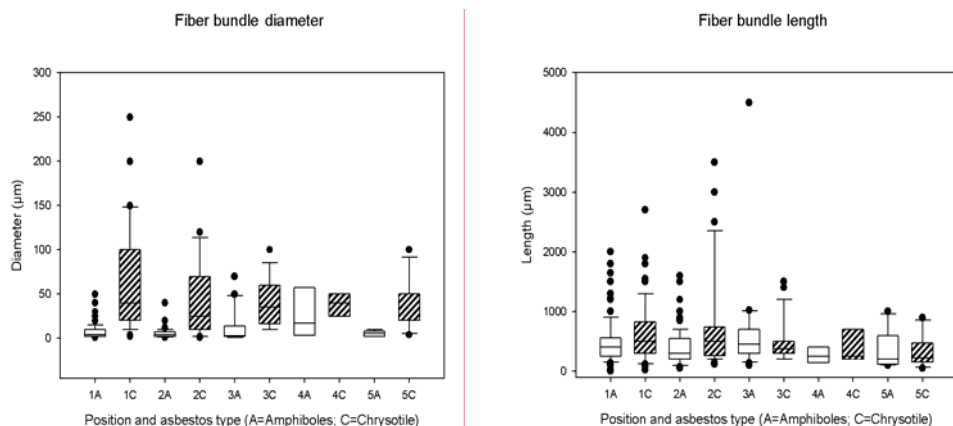 Fiber bundle diameter
300
250
200
150
100
50
0
Diameter (µm)
1A 1C 2A 2C 3A 3C 4A 4C 5A 5C
Position and asbestos type (A=Amphiboles; C=Chrysotile)
Fiber bundle length
5000
4000
3000
2000
1000
0
Length (µm)
1A 1C 2A 2C 3A 3C 4A 4C 5A 5C
Position and asbestos type (A=Amphiboles; C=Chrysotile)